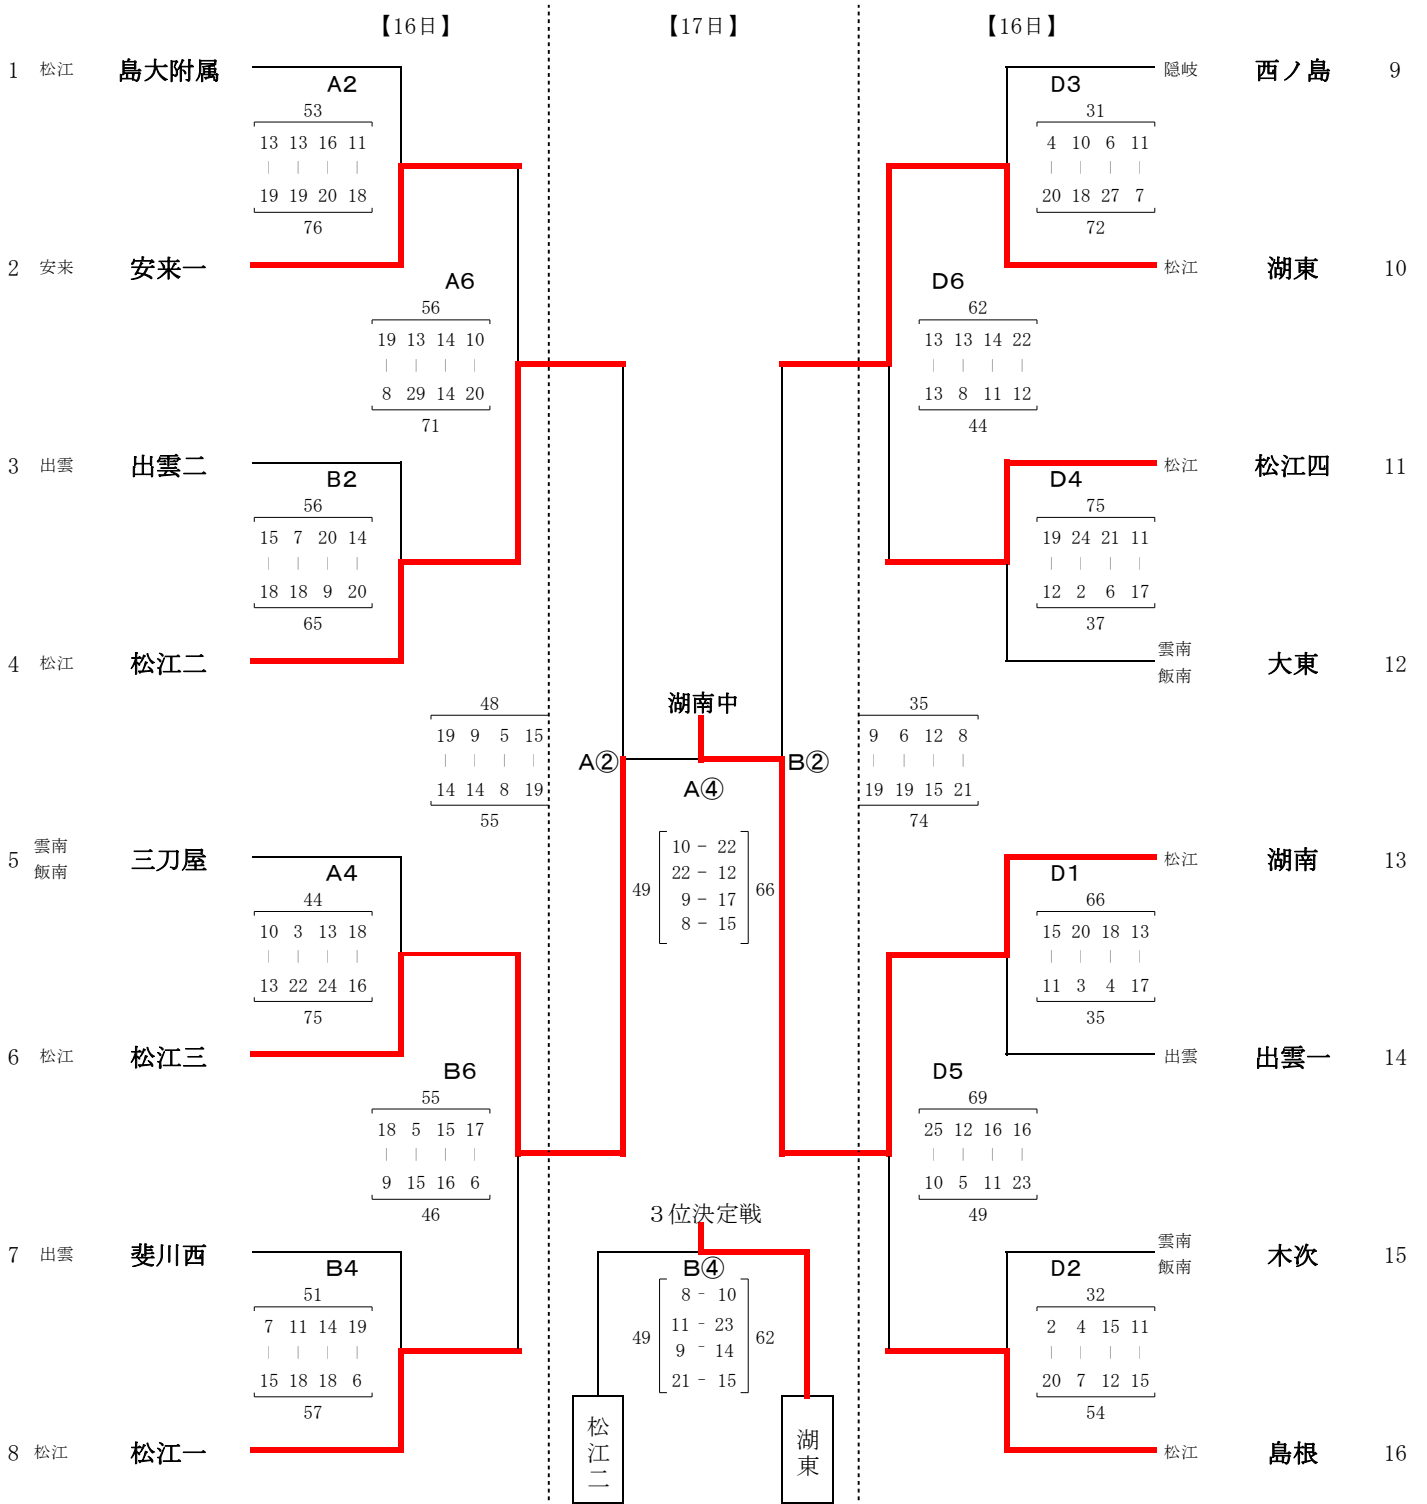 【16日】 【17日】 【16日】
1 松江 島大附属
A2
53
13 13 16 11
19 19 20 18
76
2 安来 安来一
A6
56
19 13 14 10
8 29 14 20
71
3 出雲 出雲二
B2
56
15 7 20 14
18 18 9 20
65
4 松江 松江二
48
19 9 5 15
14 14 8 19
55
A②
5 雲南 飯南 三刀屋
A4
44
10 3 13 18
13 22 24 16
75
6 松江 松江三
B6
55
18 5 15 17
9 15 16 6
46
7 出雲 斐川西
B4
51
7 11 14 19
15 18 18 6
57
8 松江 松江一
湖南中
A④
49
10 - 22
22 - 12
9 - 17
8 - 15
66
3位決定戦
B④
49
8 - 10
11 - 23
9 - 14
21 - 15
62
松江二
湖東
隠岐 西ノ島 9
D3
31
4 10 6 11
20 18 27 7
72
松江 湖東 10
D6
62
13 13 14 22
13 8 11 12
44
松江 松江四 11
D4
75
19 24 21 11
12 2 6 17
37
雲南 飯南 大東 12
B②
35
9 6 12 8
19 19 15 21
74
松江 湖南 13
D1
66
15 20 18 13
11 3 4 17
35
出雲 出雲一 14
D5
69
25 12 16 16
10 5 11 23
49
雲南 飯南 木次 15
D2
32
2 4 15 11
20 7 12 15
54
松江 島根 16